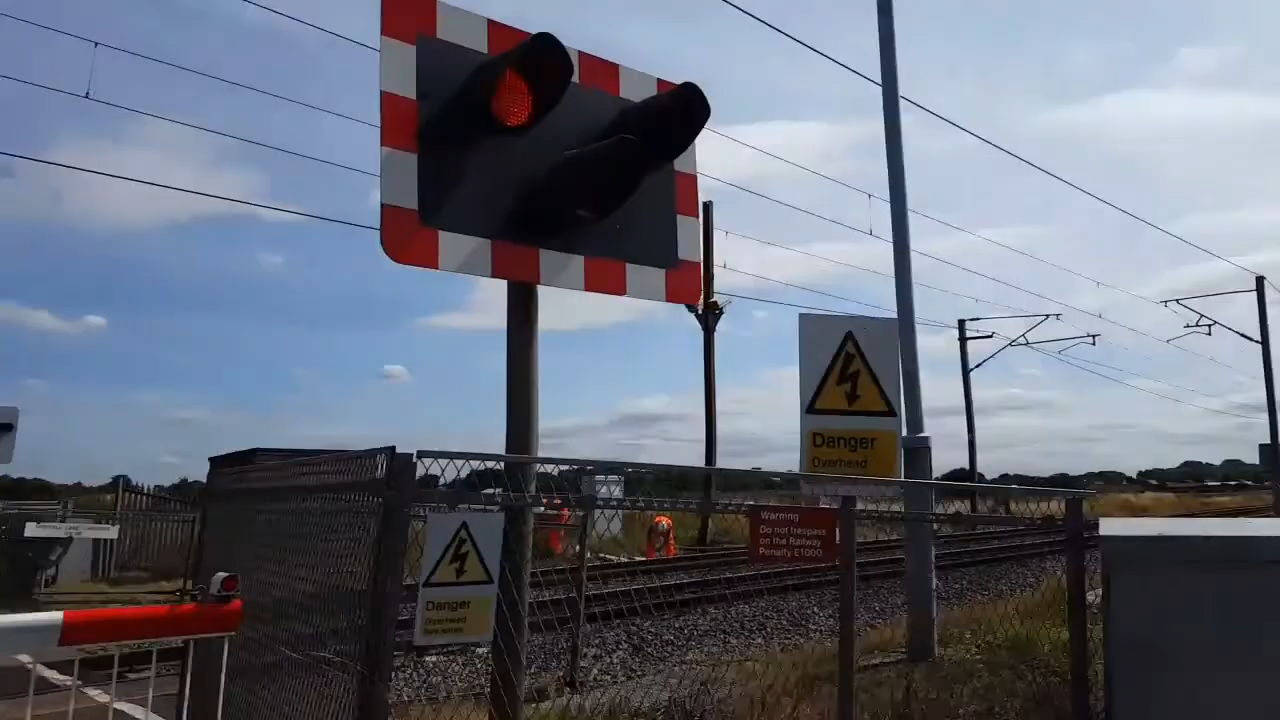 Danger
Overhead
Warning
Do not trespass
on the Railway
Penalty £1000
Danger
Overhead